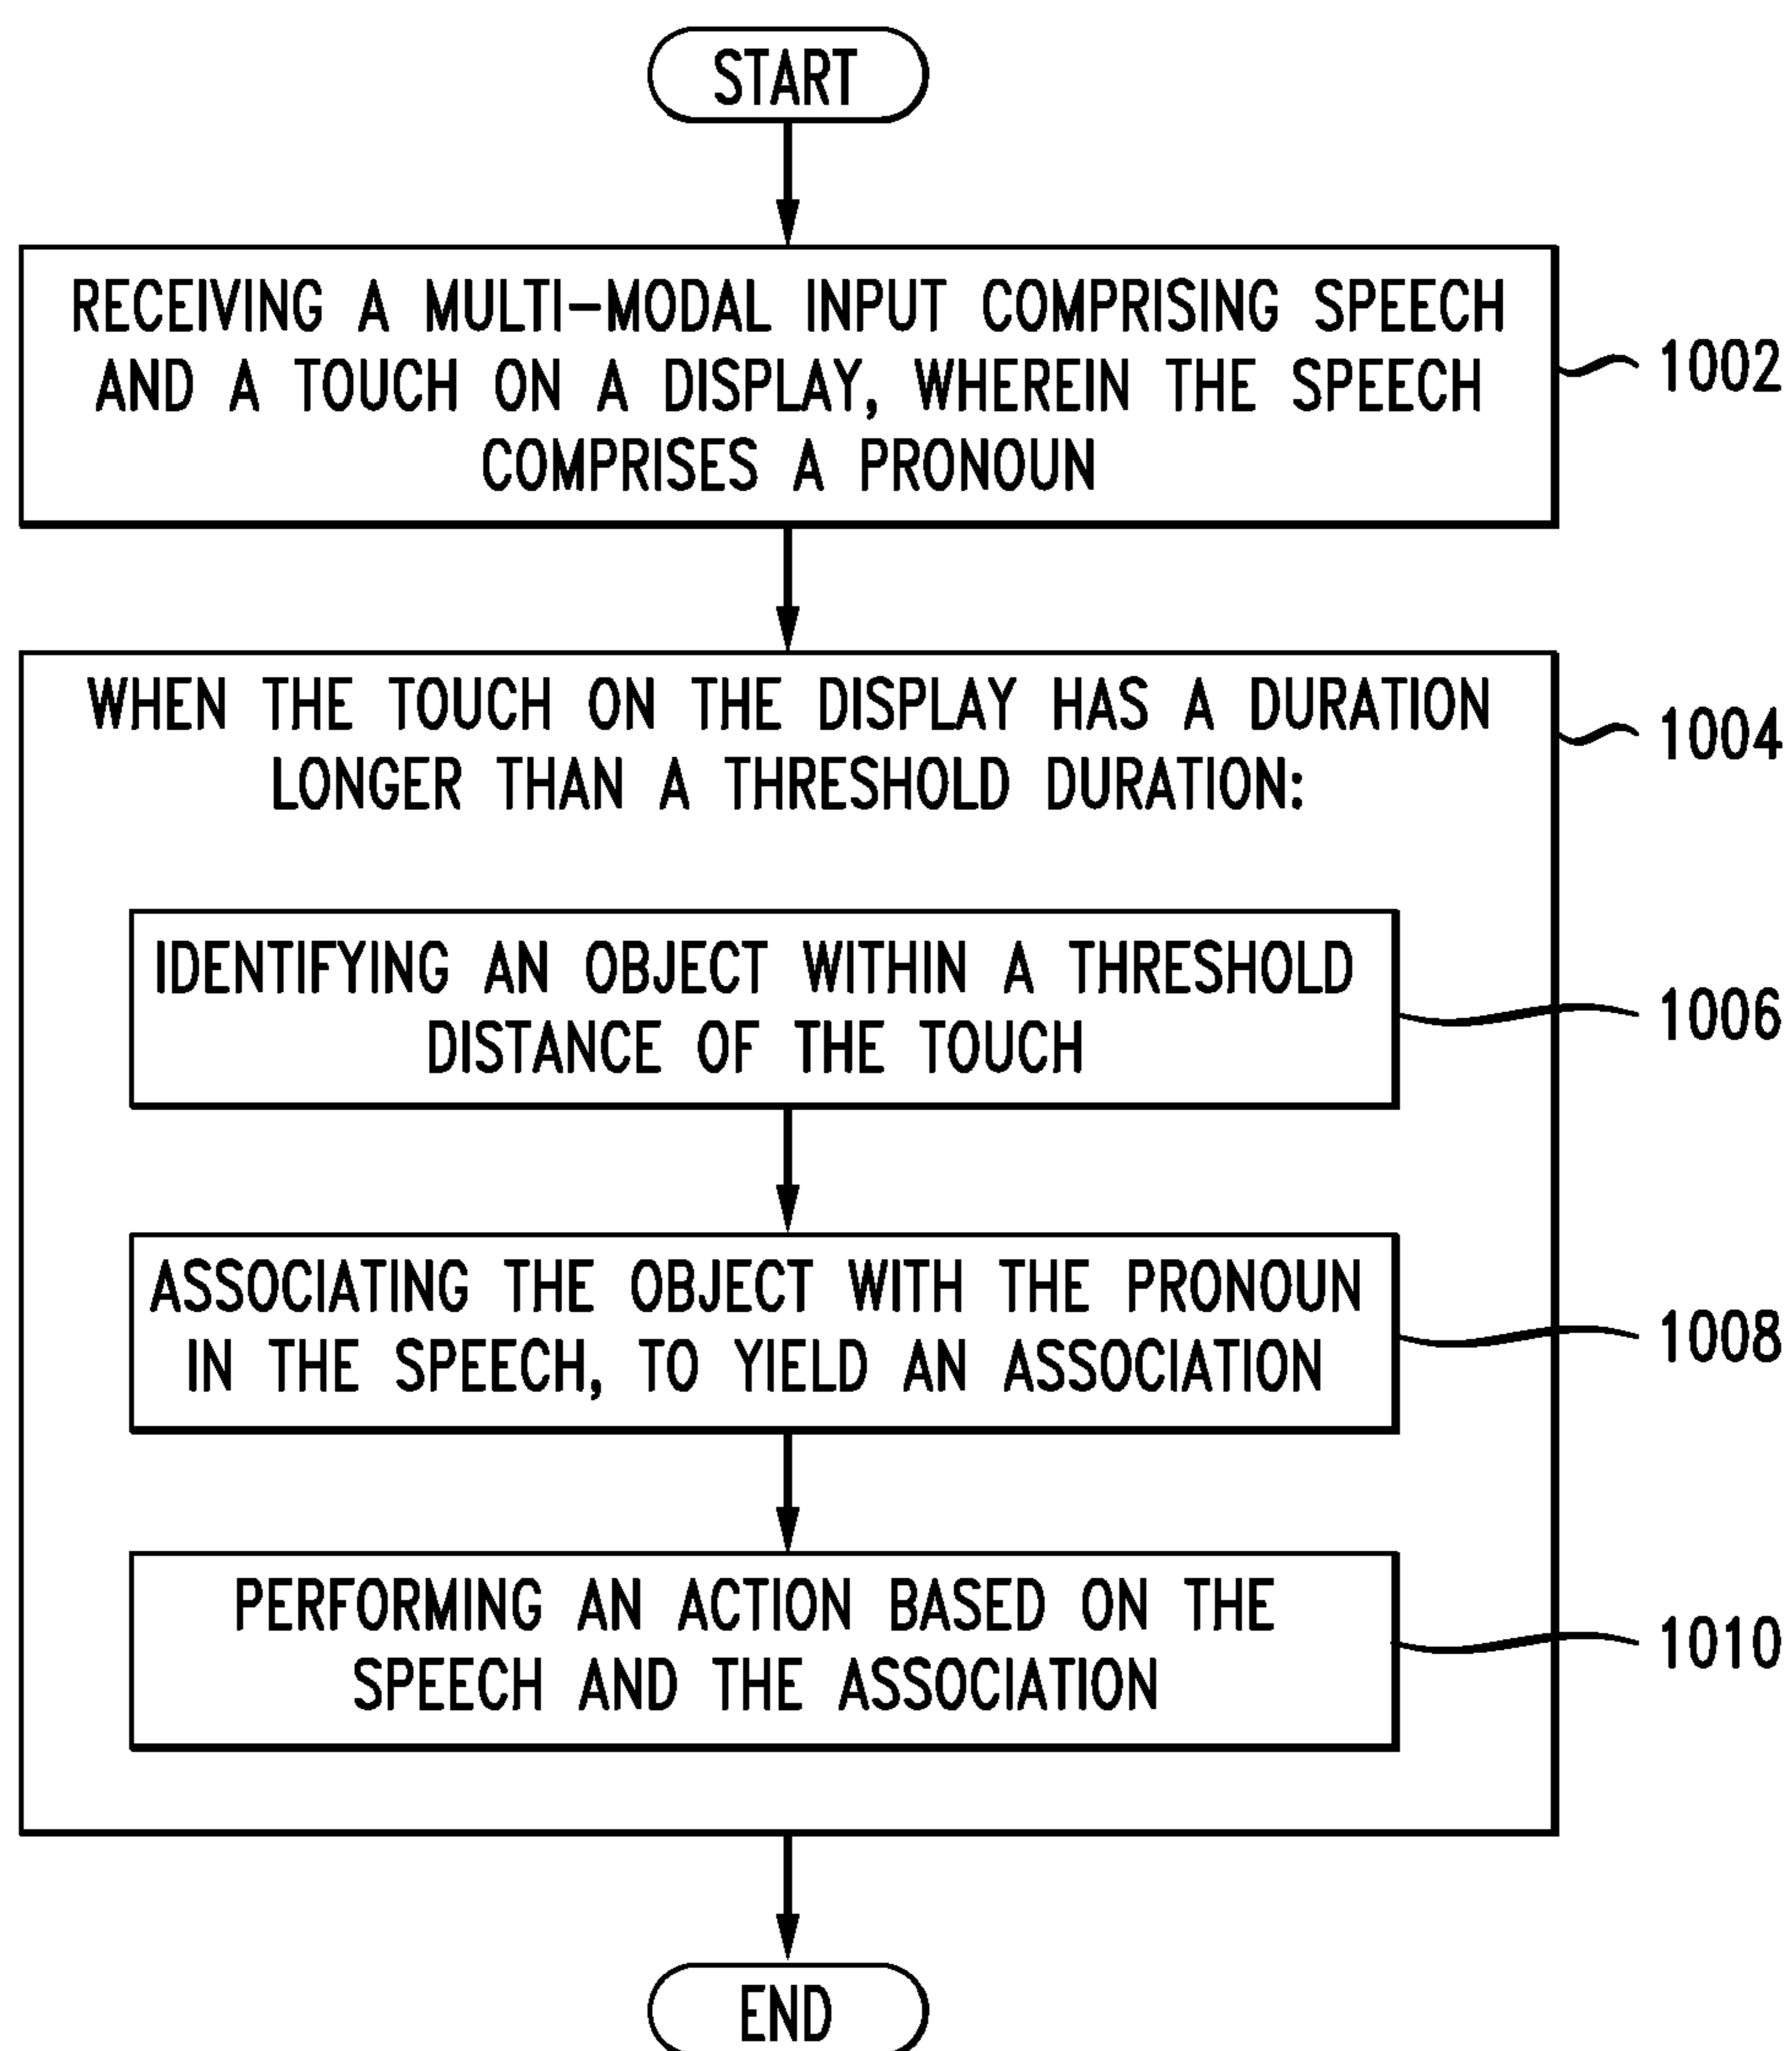 START
RECEIVING A MULTI-MODAL INPUT COMPRISING SPEECH
AND A TOUCH ON A DISPLAY, WHEREIN THE SPEECH
COMPRISES A PRONOUN
1002
WHEN THE TOUCH ON THE DISPLAY HAS A DURATION
LONGER THAN A THRESHOLD DURATION:
1004
IDENTIFYING AN OBJECT WITHIN A THRESHOLD
DISTANCE OF THE TOUCH
1006
ASSOCIATING THE OBJECT WITH THE PRONOUN
IN THE SPEECH, TO YIELD AN ASSOCIATION
1008
PERFORMING AN ACTION BASED ON THE
SPEECH AND THE ASSOCIATION
1010
END